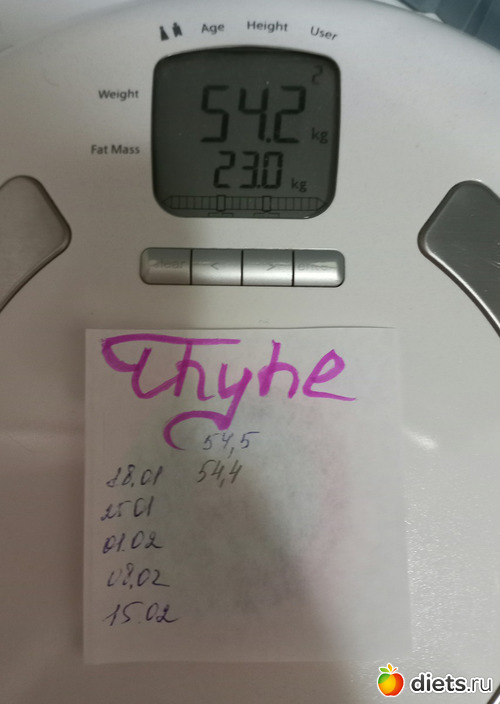 Age Height User
2
Weight 54.2 kg
Fat Mass 23.0 kg
< >
Thyhe
54,5
18.01 54,4
25.01
01.02
08.02
15.02
diets.ru